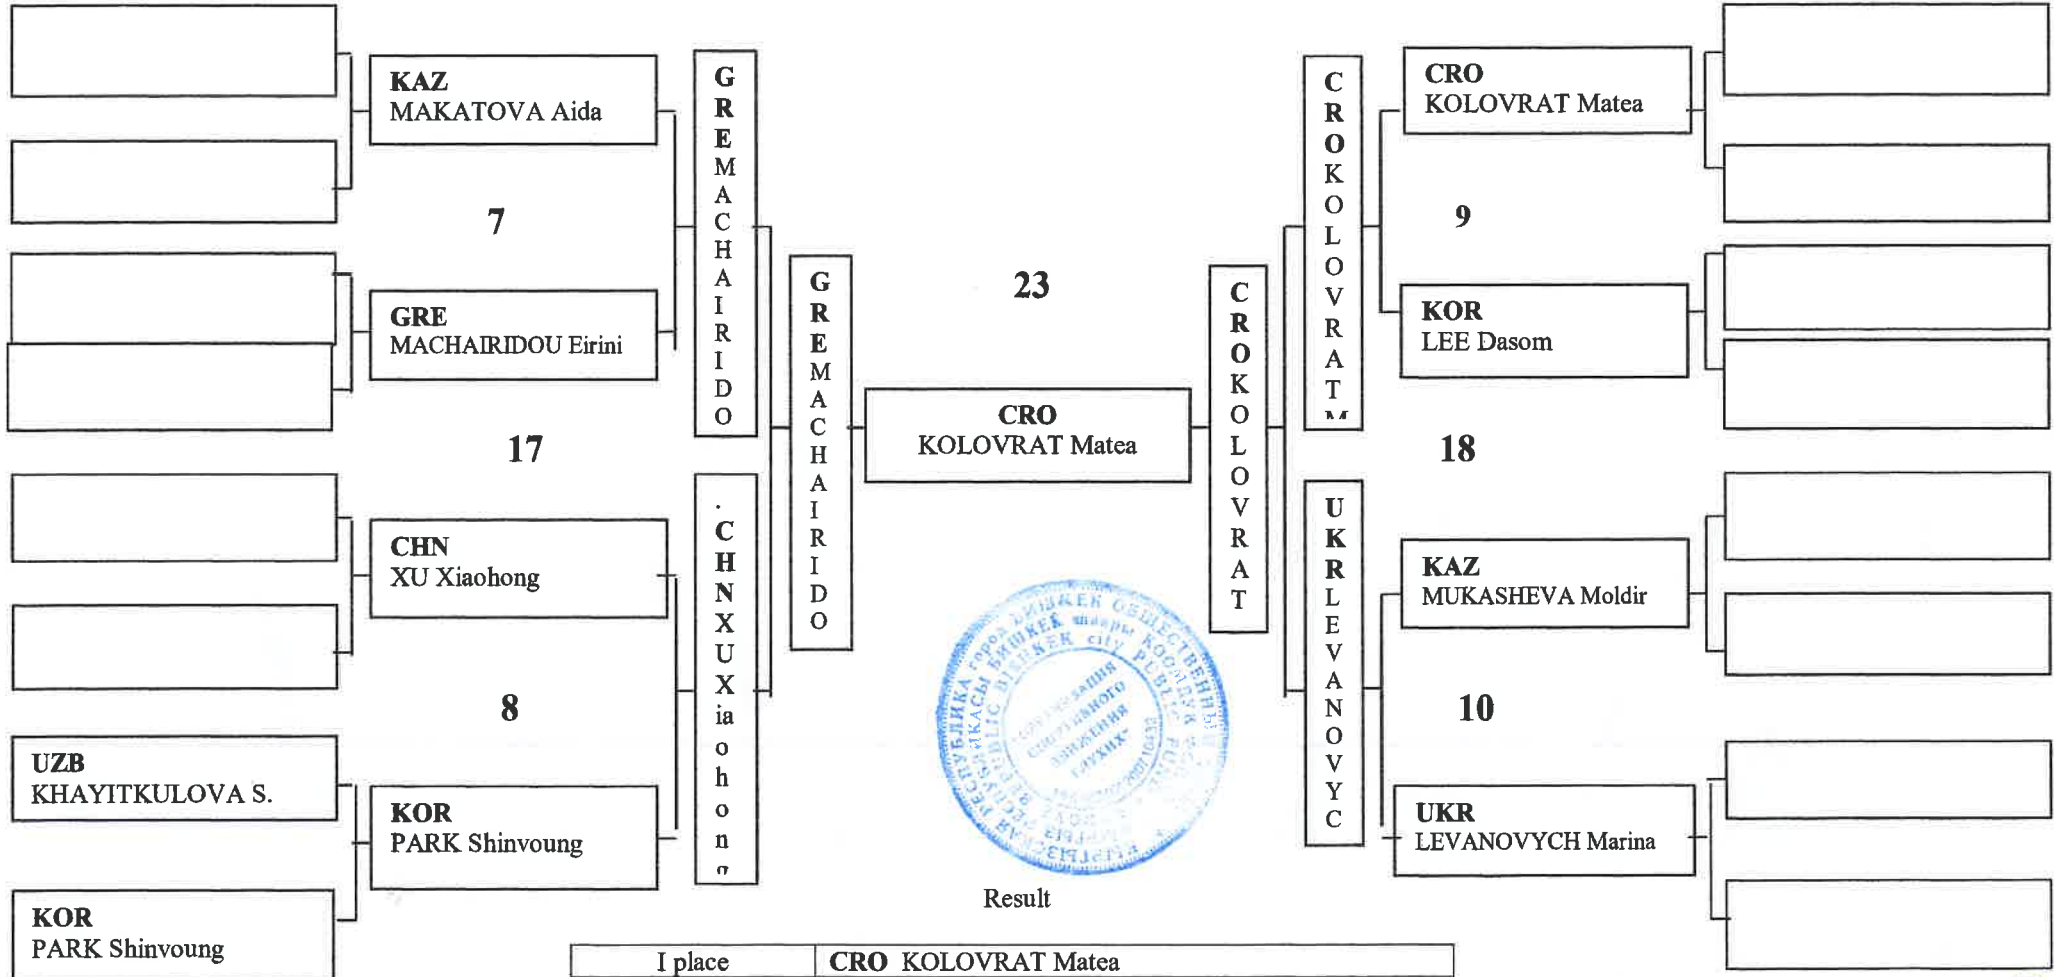 KAZ
MAKATOVA Aida
7
GRE
MACHAIRIDOU Eirini
17
CHN
XU Xiaohong
8
UZB
KHAYITKULOVA S.
KOR
PARK Shinvoung
KOR
PARK Shinvoung
GREMACHAIRIDO
.CHNXUXiaohong
GREMACHAIRIDO
23
CRO
KOLOVRAT Matea
CROKOLOVRAT
CROKOLOVRATM
UKRLEVANOVYC
CRO
KOLOVRAT Matea
9
KOR
LEE Dasom
18
KAZ
MUKASHEVA Moldir
10
UKR
LEVANOVYCH Marina
Result
I place CRO KOLOVRAT Matea